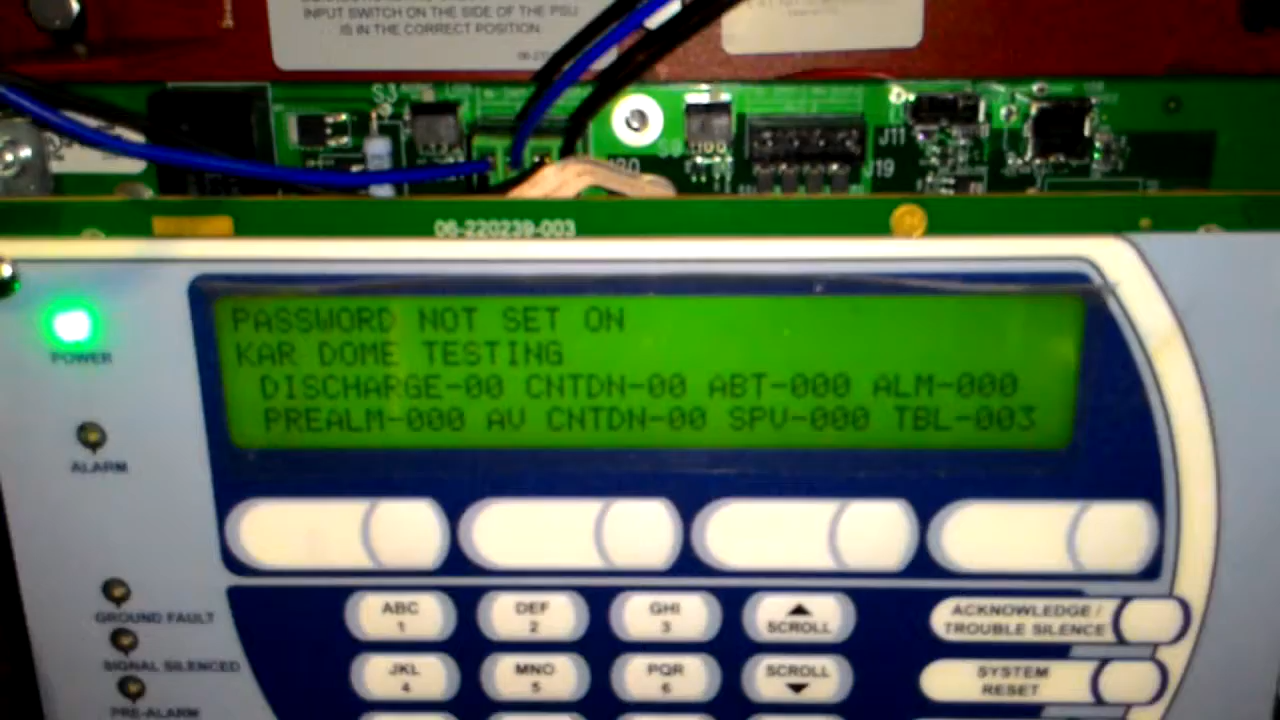 INPUT SWITCH ON THE SIDE OF THE PSU
IS IN THE CORRECT POSITION.
S3
J11
J19
06-220239-003
PASSWORD NOT SET ON
KAR DOME TESTING
DISCHARGE-00 CNTDN-00 ABT-000 ALM-000
PREALM-000 AV CNTDN-00 SPV-000 TBL-003
POWER
ALARM
GROUND FAULT
SIGNAL SILENCED
PRE-ALARM
ABC
1
DEF
2
GHI
3
SCROLL
ACKNOWLEDGE /
TROUBLE SILENCE
JKL
4
MNO
5
PQR
6
SCROLL
SYSTEM
RESET